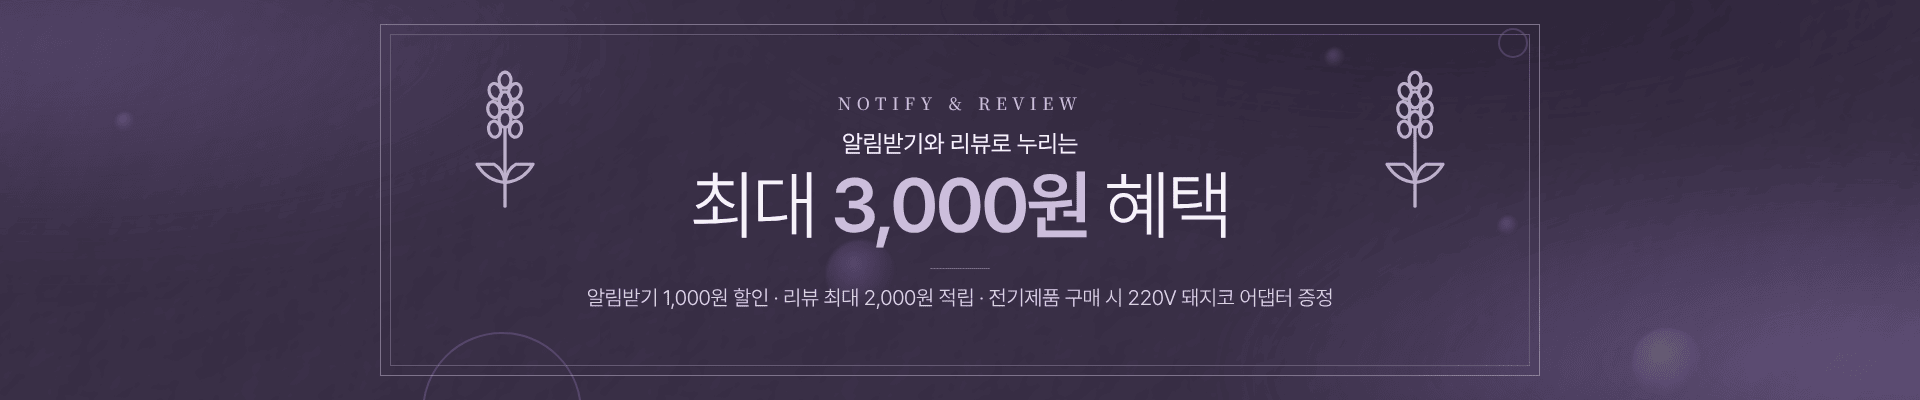 NOTIFY & REVIEW
알림받기와 리뷰로 누리는
최대 3,000원 혜택
알림받기 1,000원 할인 · 리뷰 최대 2,000원 적립 · 전기제품 구매 시 220V 돼지코 어댑터 증정